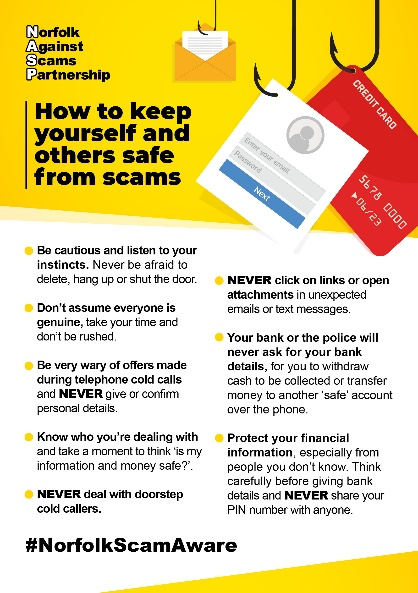 Norfolk
Against
Scams
Partnership
How to keep
yourself and
others safe
from scams
Enter your email
Password
Next
CREDIT CARD
5678 0000
▶06/23
Be cautious and listen to your
instincts. Never be afraid to
delete, hang up or shut the door.
Don't assume everyone is
genuine, take your time and
don't be rushed.
Be very wary of offers made
during telephone cold calls
and NEVER give or confirm
personal details.
Know who you're dealing with
and take a moment to think 'is my
information and money safe?'.
NEVER deal with doorstep
cold callers.
NEVER click on links or open
attachments in unexpected
emails or text messages.
Your bank or the police will
never ask for your bank
details, for you to withdraw
cash to be collected or transfer
money to another 'safe' account
over the phone.
Protect your financial
information, especially from
people you don't know. Think
carefully before giving bank
details and NEVER share your
PIN number with anyone.
#NorfolkScamAware